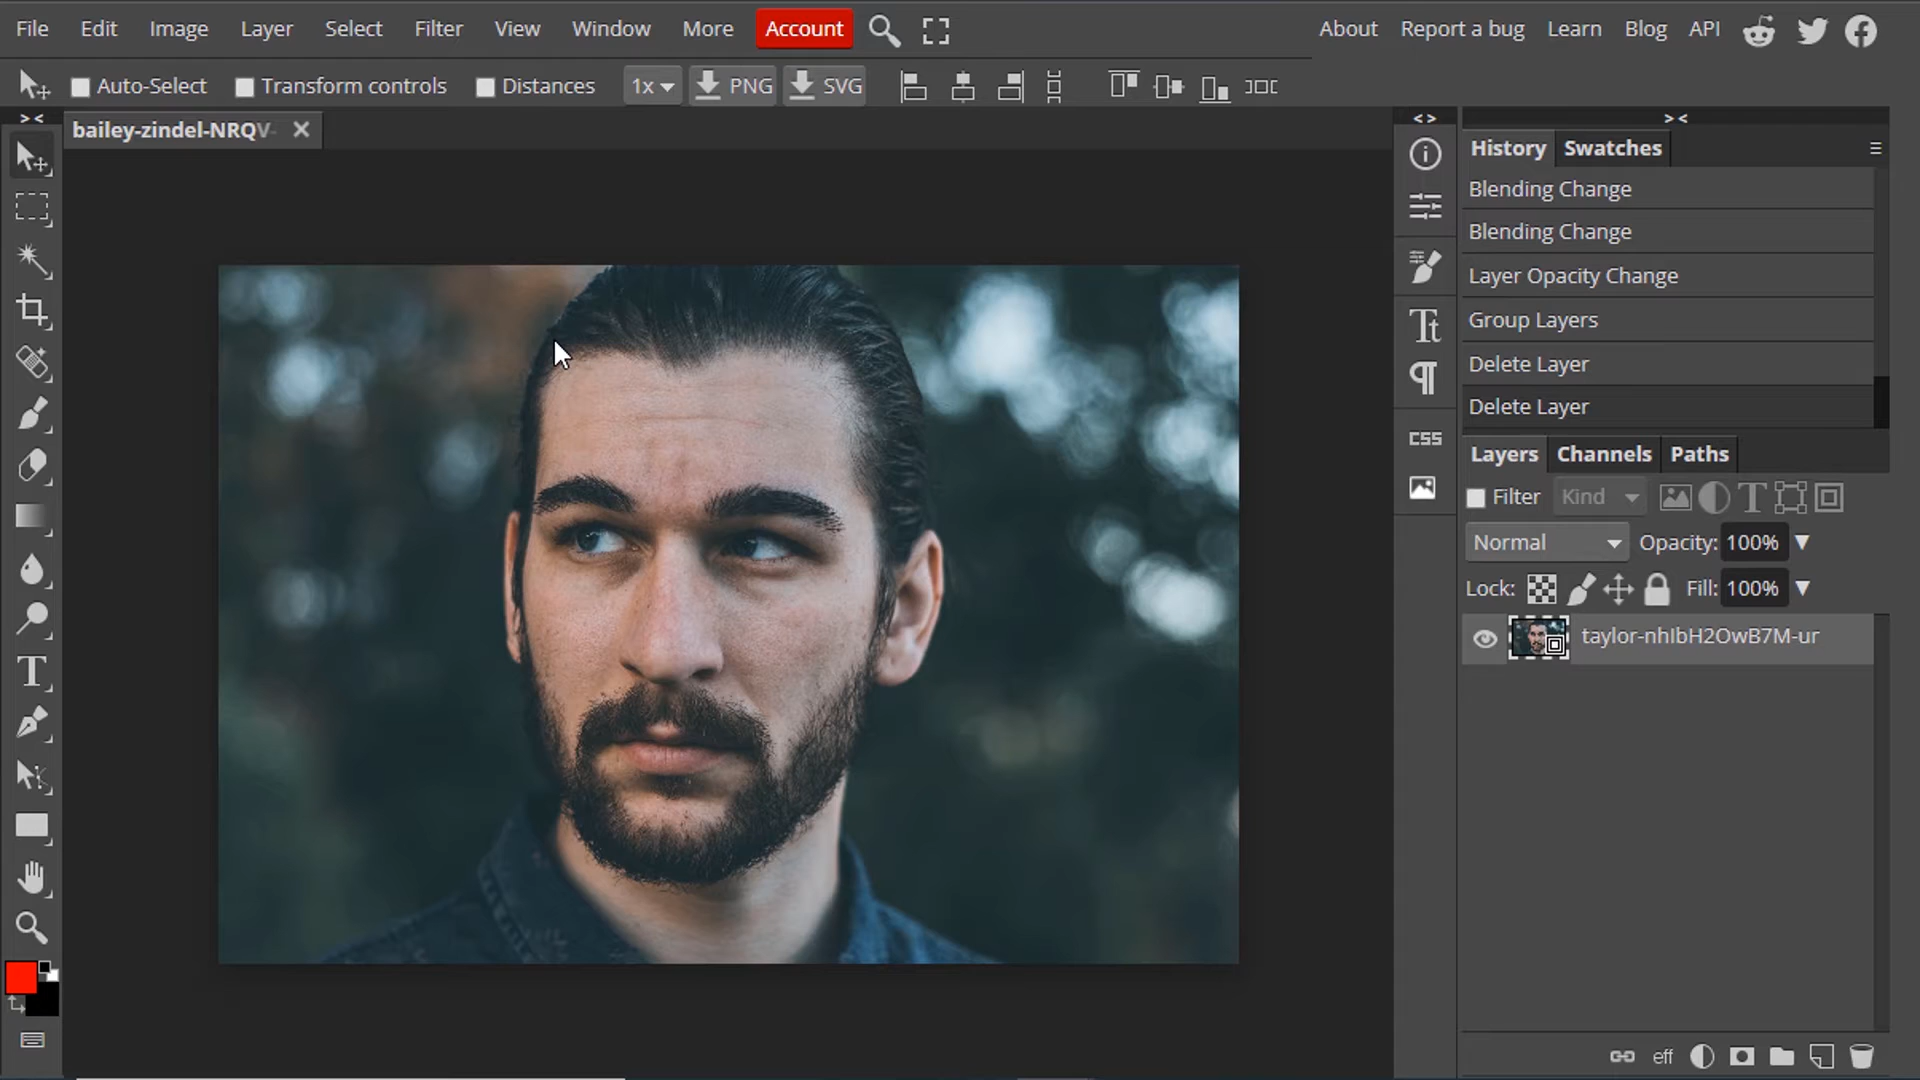 File Edit Image Layer Select Filter View Window More Account About Report a bug Learn Blog API
Auto-Select Transform controls Distances 1x PNG SVG
> < bailey-zindel-NRQV- ✕ < > > <
History Swatches
Blending Change
Blending Change
Layer Opacity Change
Group Layers
Delete Layer
Delete Layer
CSS
Layers Channels Paths
Filter Kind
Normal Opacity: 100%
Lock: Fill: 100%
taylor-nhIbH2OwB7M-ur
eff